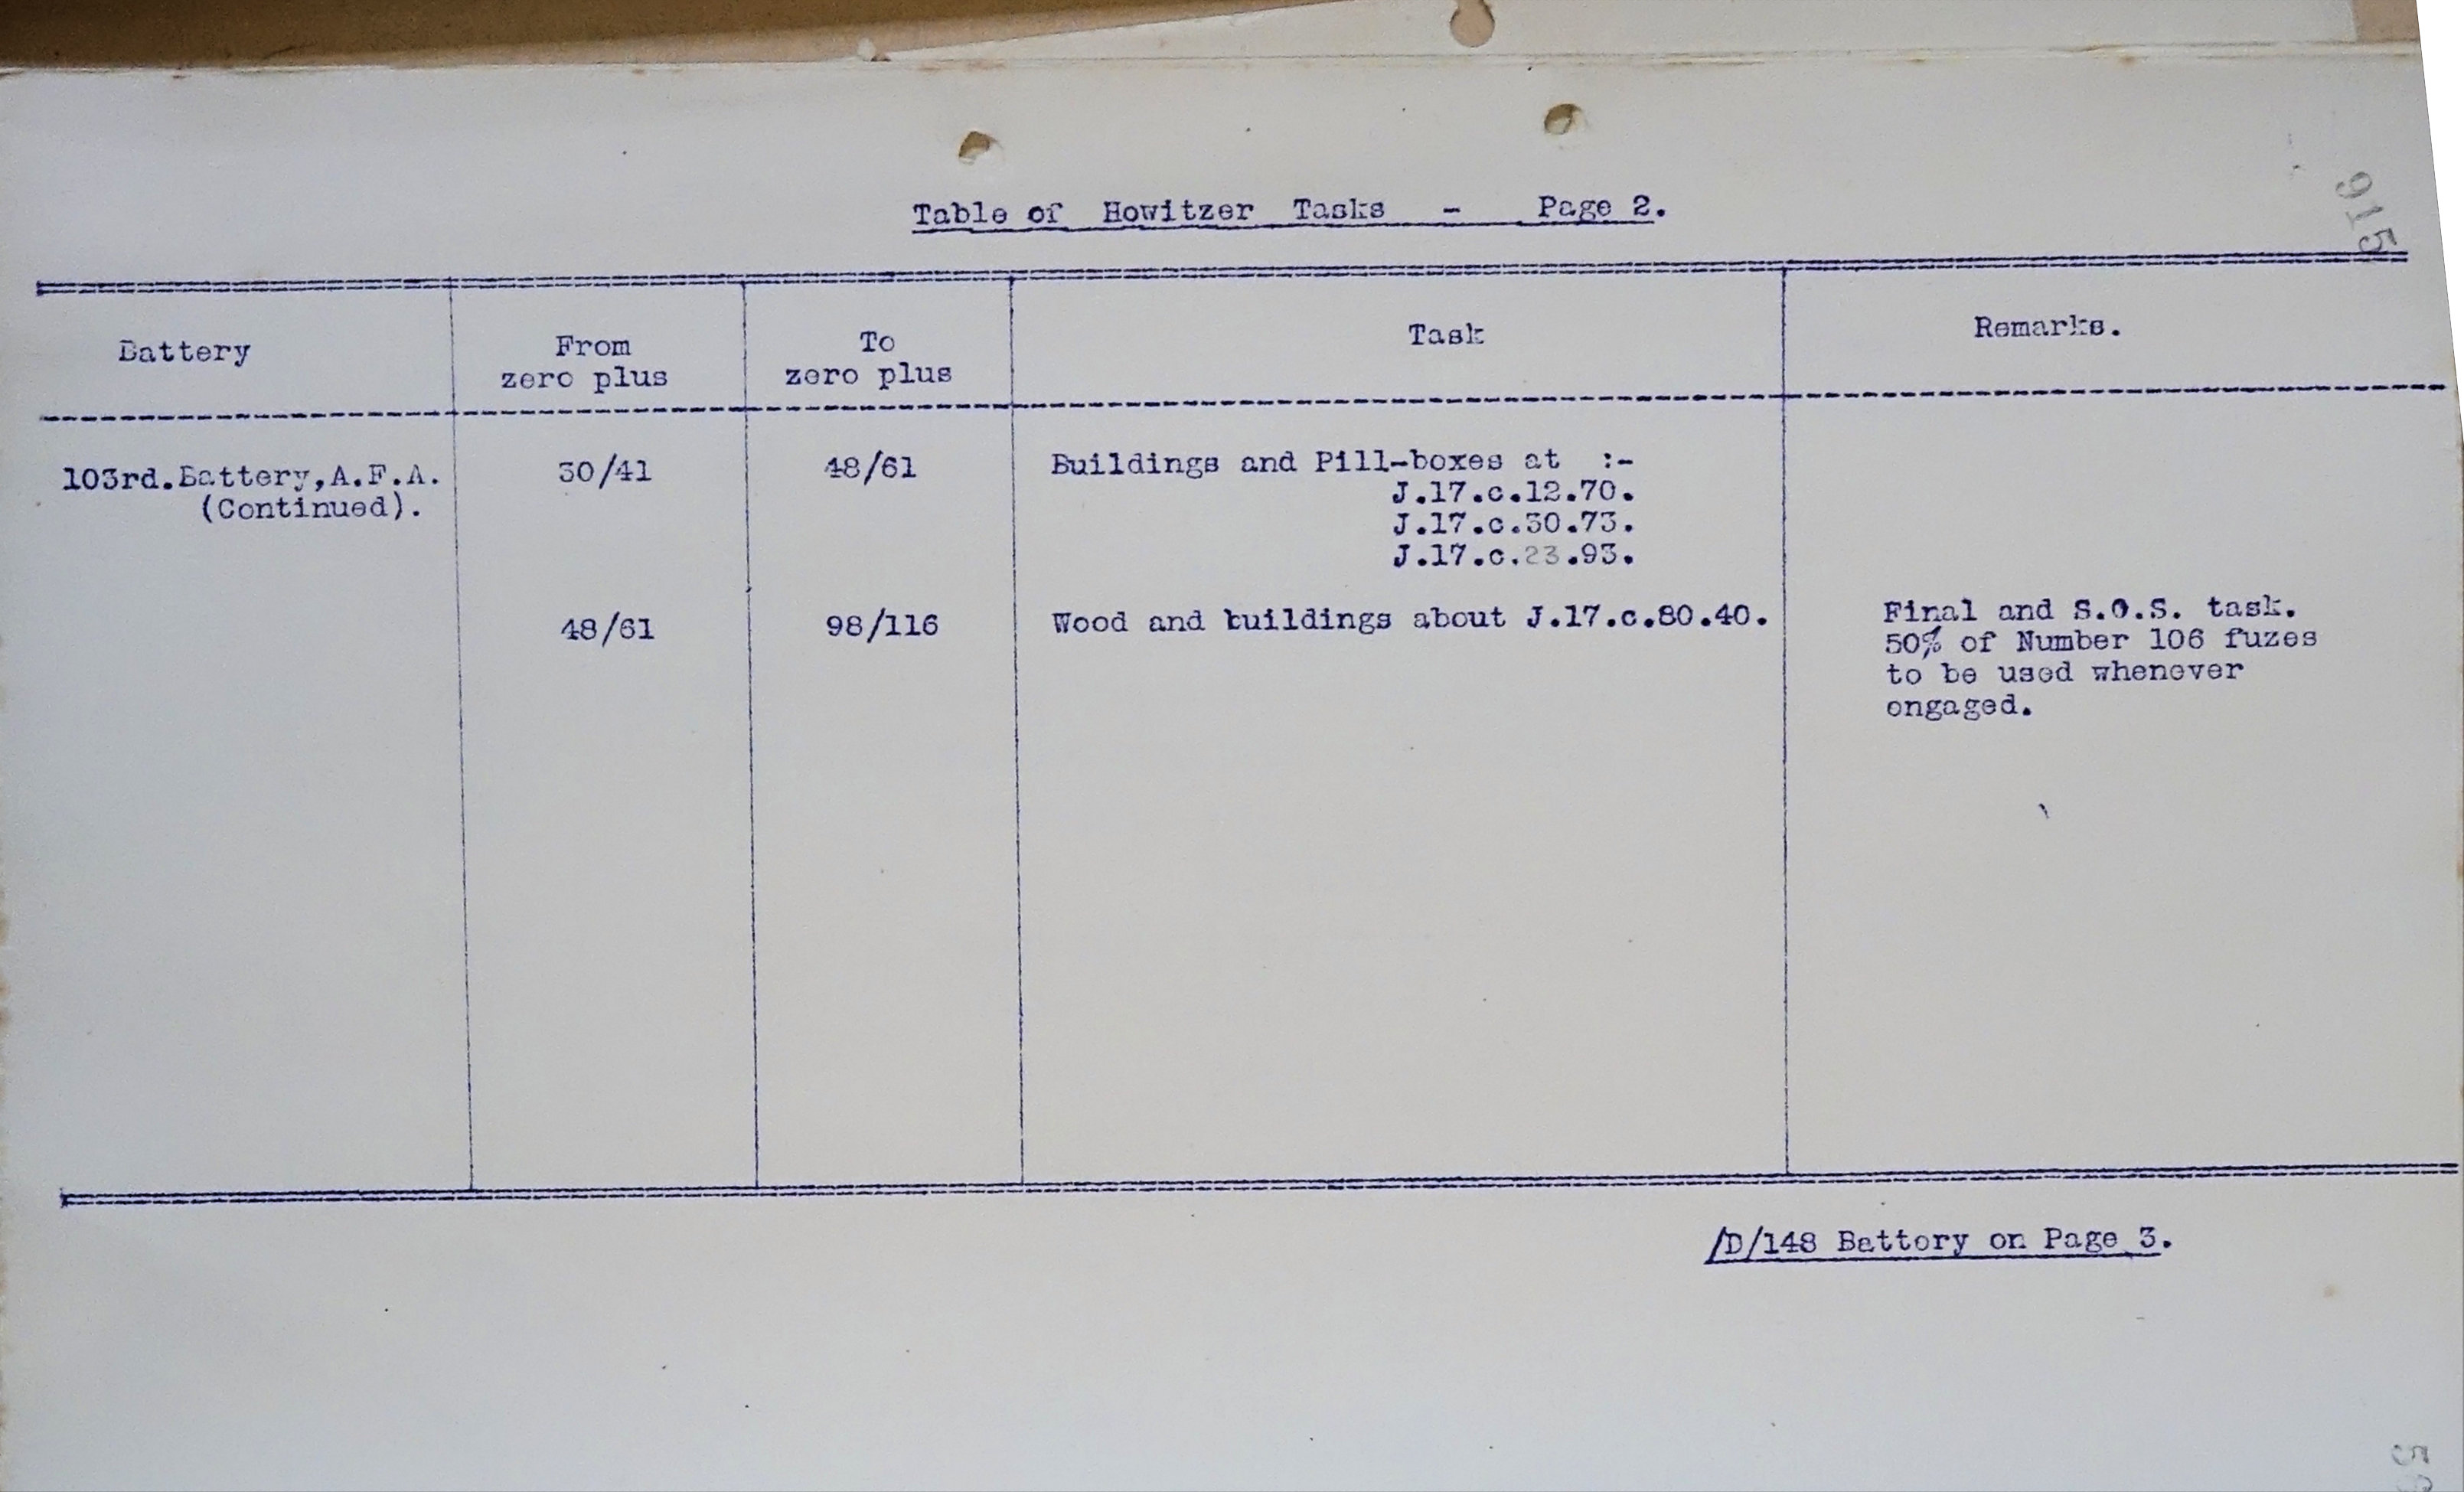 Table of Howitzer Tasks - Page 2.
915
Battery
From
zero plus
To
zero plus
Task
Remarks.
103rd.Battery,A.F.A.
(Continued).
30/41
48/61
Buildings and Pill-boxes at :-
J.17.c.12.70.
J.17.c.30.73.
J.17.c.23.93.
48/61
98/116
Wood and buildings about J.17.c.80.40.
Final and S.O.S. task.
50% of Number 106 fuzes
to be used whenever
engaged.
/D/148 Battery on Page 3.